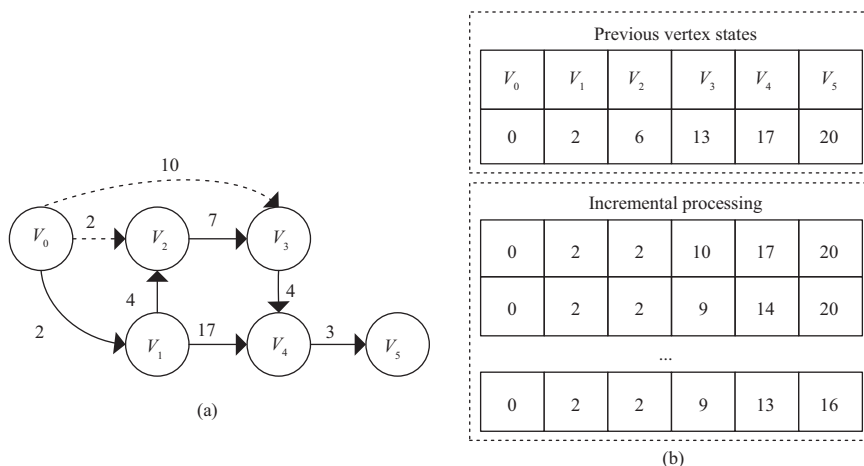 10
2
7
V0
V2
V3
4
4
2
17
3
V1
V4
V5
(a)
Previous vertex states
V0 V1 V2 V3 V4 V5
0 2 6 13 17 20
Incremental processing
0 2 2 10 17 20
0 2 2 9 14 20
...
0 2 2 9 13 16
(b)